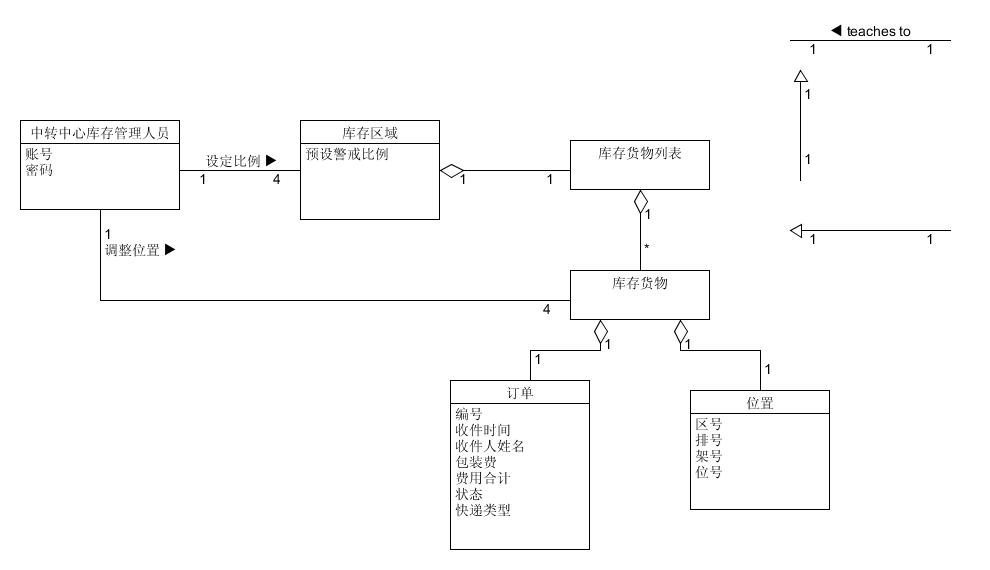 ◀ teaches to
1 1
1
1
中转中心库存管理人员
账号
密码
设定比例 ▶
1 4
库存区域
预设警戒比例
1 1
库存货物列表
1
*
1 1
1
调整位置 ▶
4
库存货物
1 1
1 1
订单
编号
收件时间
收件人姓名
包装费
费用合计
状态
快递类型
位置
区号
排号
架号
位号